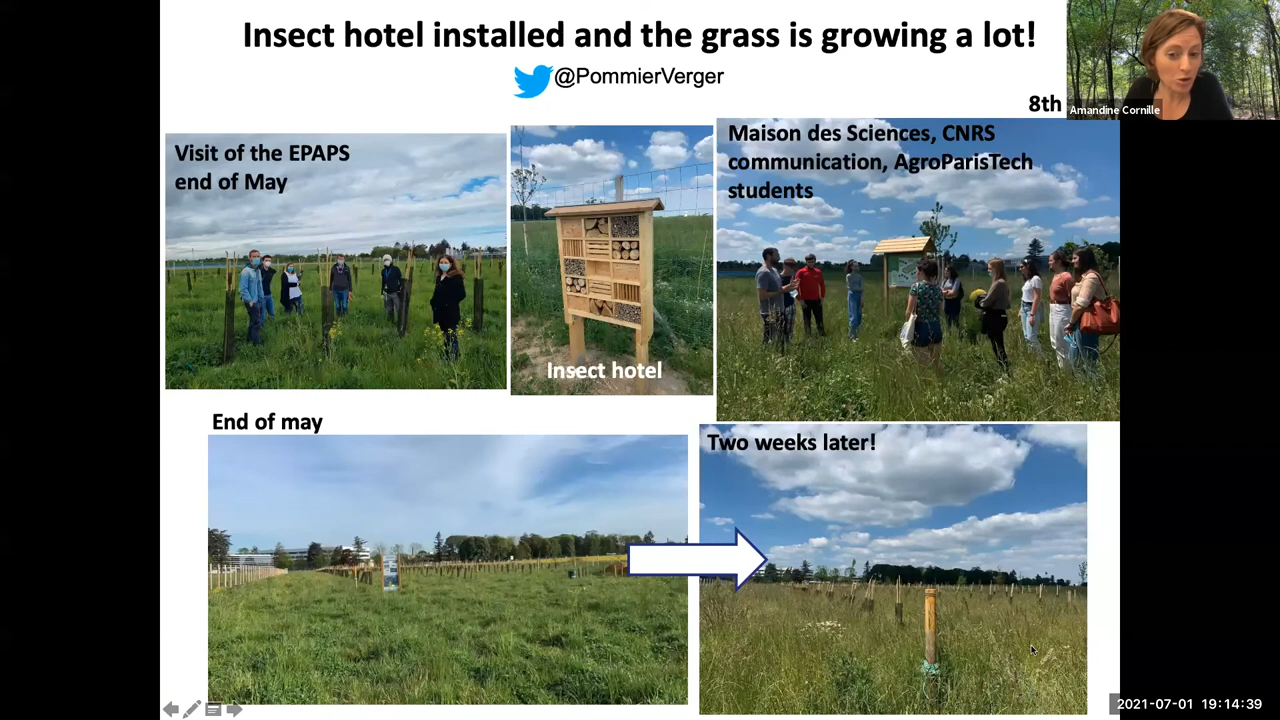 Insect hotel installed and the grass is growing a lot!
@PommierVerger
8th
Amandine Cornille
Visit of the EPAPS
end of May
Insect hotel
Maison des Sciences, CNRS
communication, AgroParisTech
students
End of may
Two weeks later!
2021-07-01 19:14:39